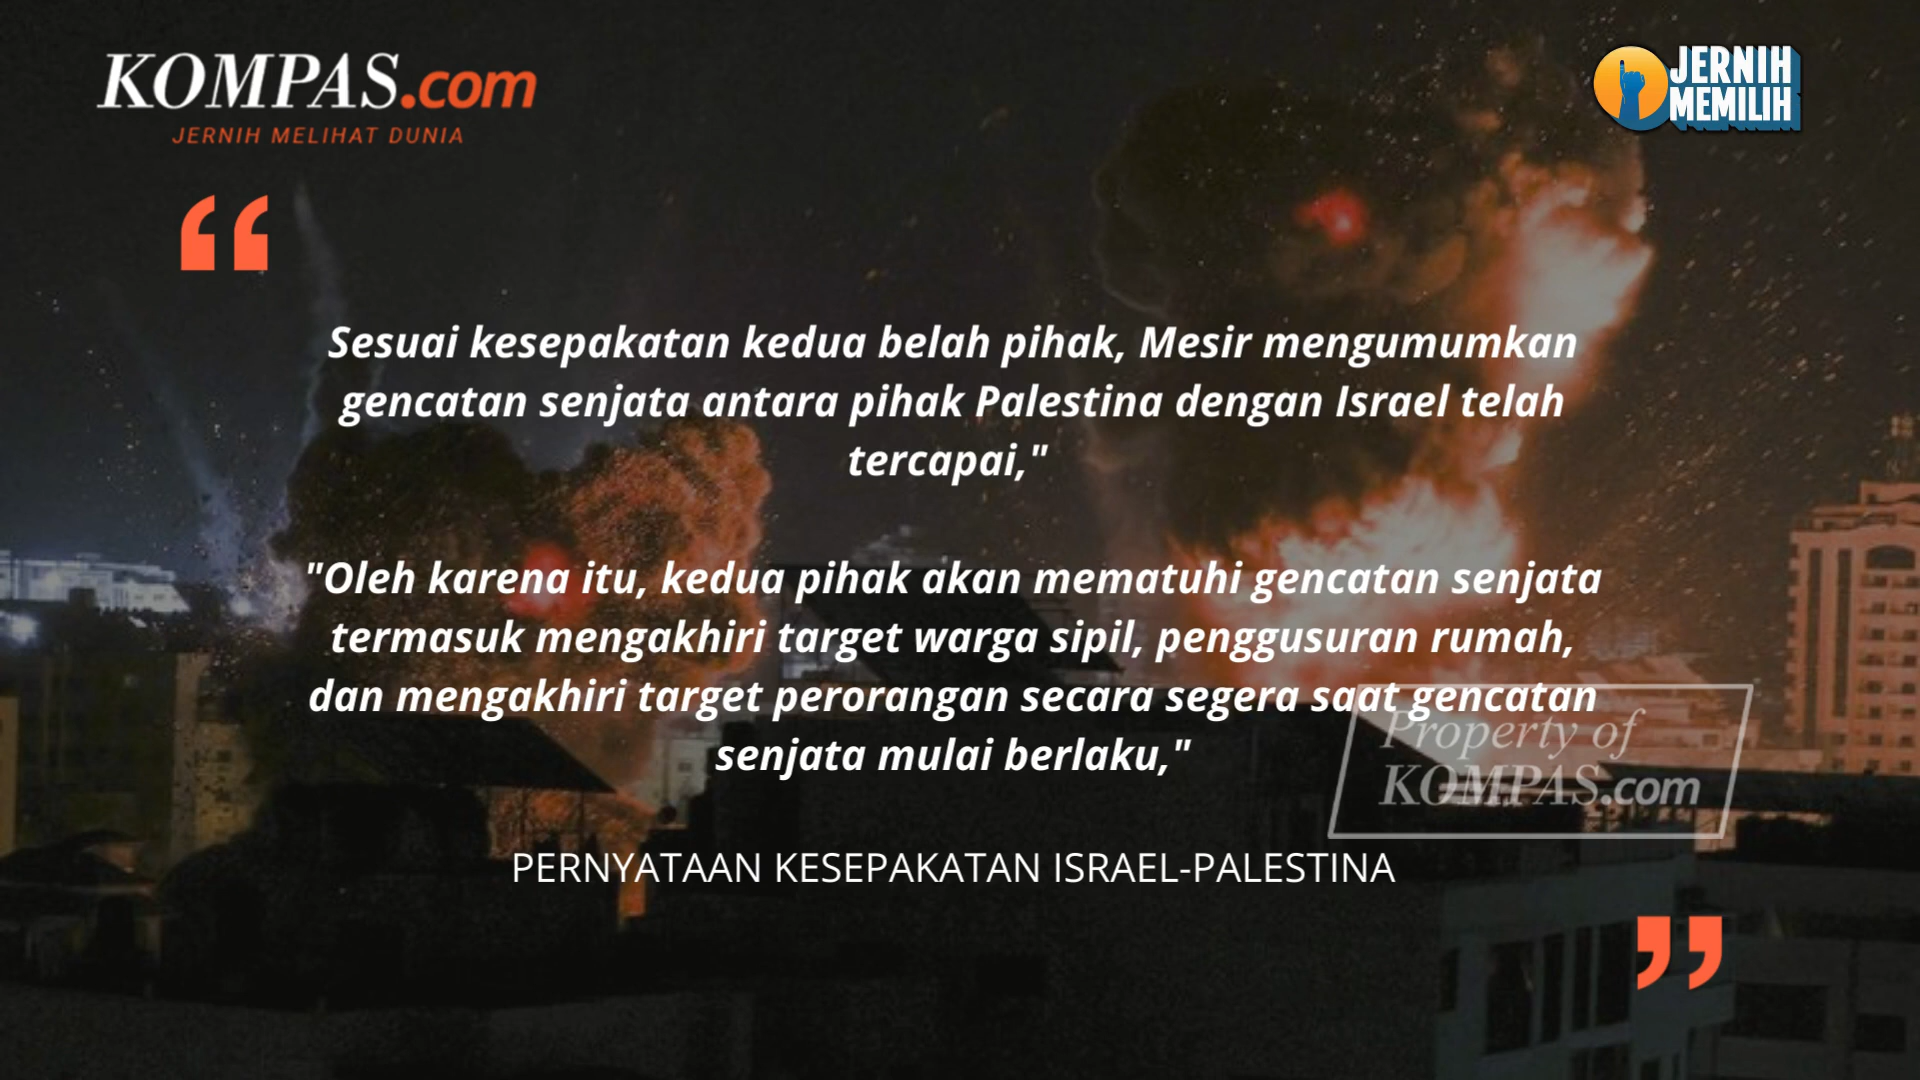 KOMPAS.com
JERNIH MELIHAT DUNIA
JERNIH
MEMILIH
“
Sesuai kesepakatan kedua belah pihak, Mesir mengumumkan
gencatan senjata antara pihak Palestina dengan Israel telah
tercapai,"
"Oleh karena itu, kedua pihak akan mematuhi gencatan senjata
termasuk mengakhiri target warga sipil, penggusuran rumah,
dan mengakhiri target perorangan secara segera saat gencatan
senjata mulai berlaku,"
Property of
KOMPAS.com
PERNYATAAN KESEPAKATAN ISRAEL-PALESTINA
”